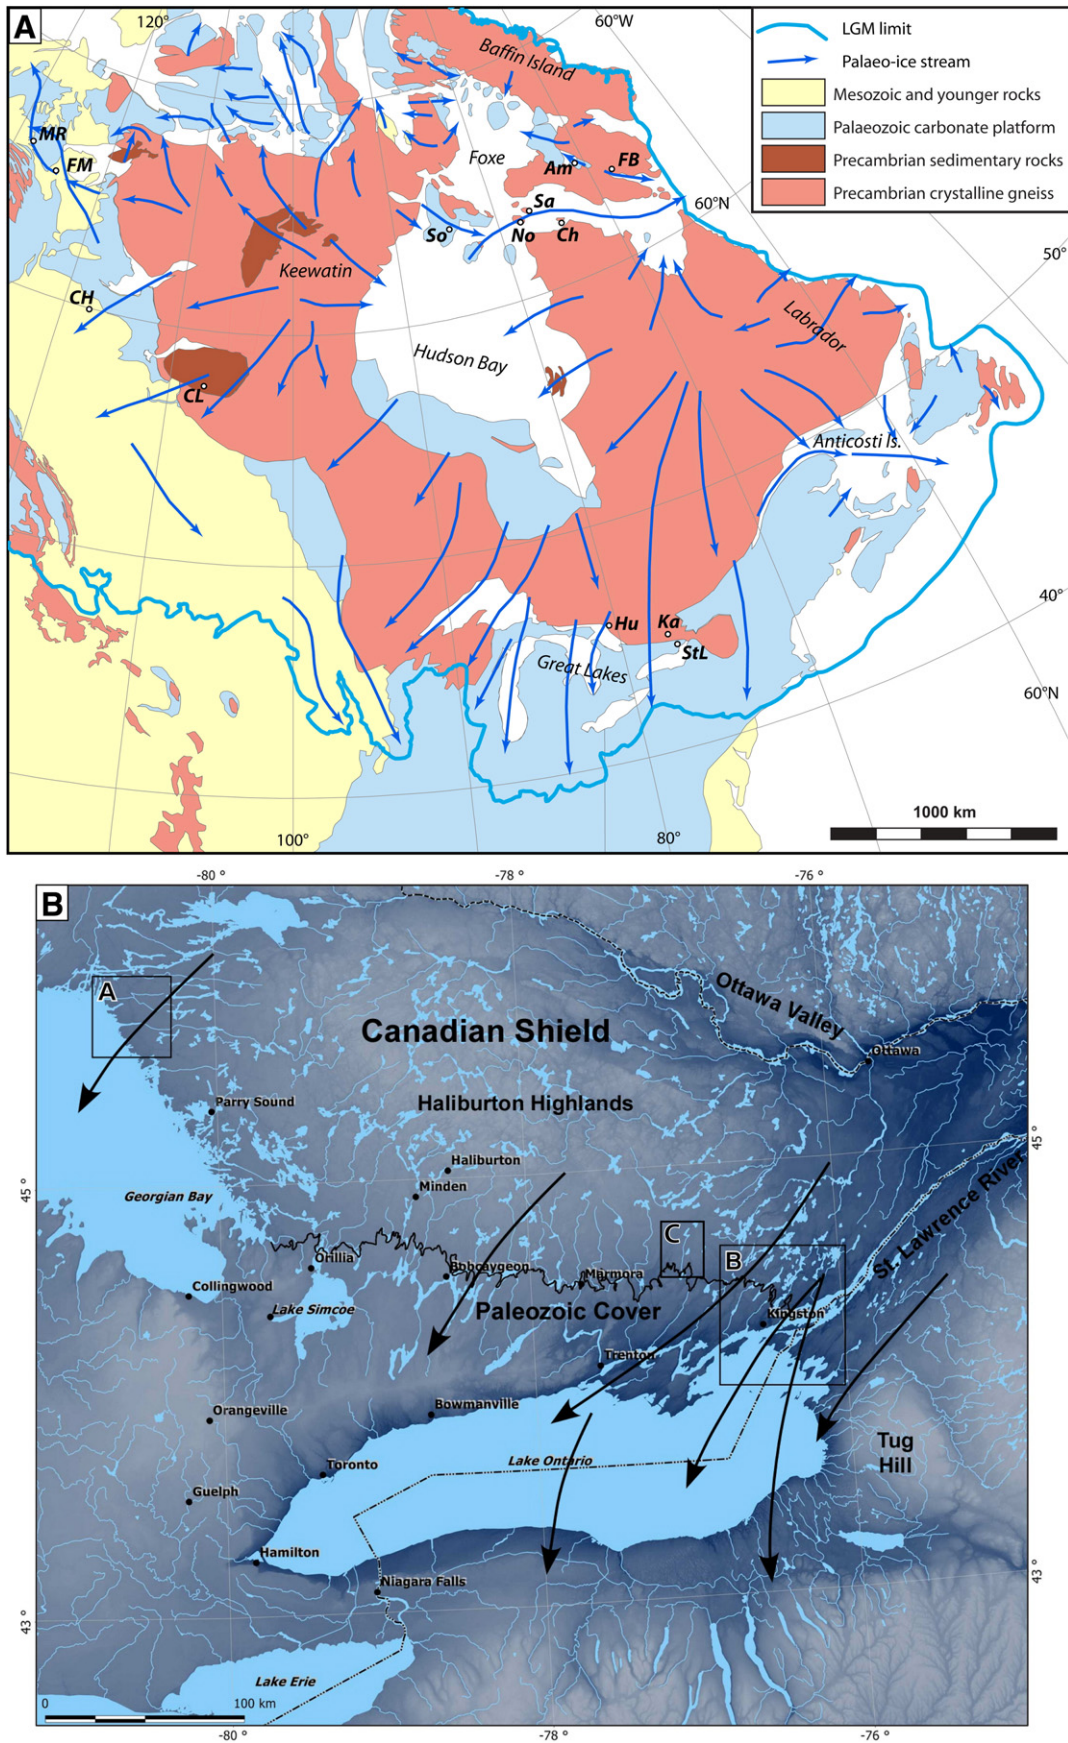 A
120°
60°W
Baffin Island
LGM limit
Palaeo-ice stream
Mesozoic and younger rocks
Palaeozoic carbonate platform
Precambrian sedimentary rocks
Precambrian crystalline gneiss
MR
FM
Foxe
Am
FB
Sa
So
No
Ch
60°N
50°
Keewatin
CH
Labrador
Hudson Bay
CL
Anticosti Is.
40°
Hu
Ka
StL
Great Lakes
60°N
1000 km
100°
80°
-80 °
-78 °
-76 °
B
A
Ottawa Valley
Canadian Shield
Ottawa
Parry Sound
Haliburton Highlands
45 °
Haliburton
Minden
45 °
Georgian Bay
St. Lawrence River
C
B
Orillia
Bobcaygeon
Marmora
Collingwood
Lake Simcoe
Paleozoic Cover
Kingston
Trenton
Orangeville
Bowmanville
Tug
Hill
Toronto
Lake Ontario
Guelph
Hamilton
Niagara Falls
43 °
43 °
Lake Erie
0
100 km
-80 °
-78 °
-76 °